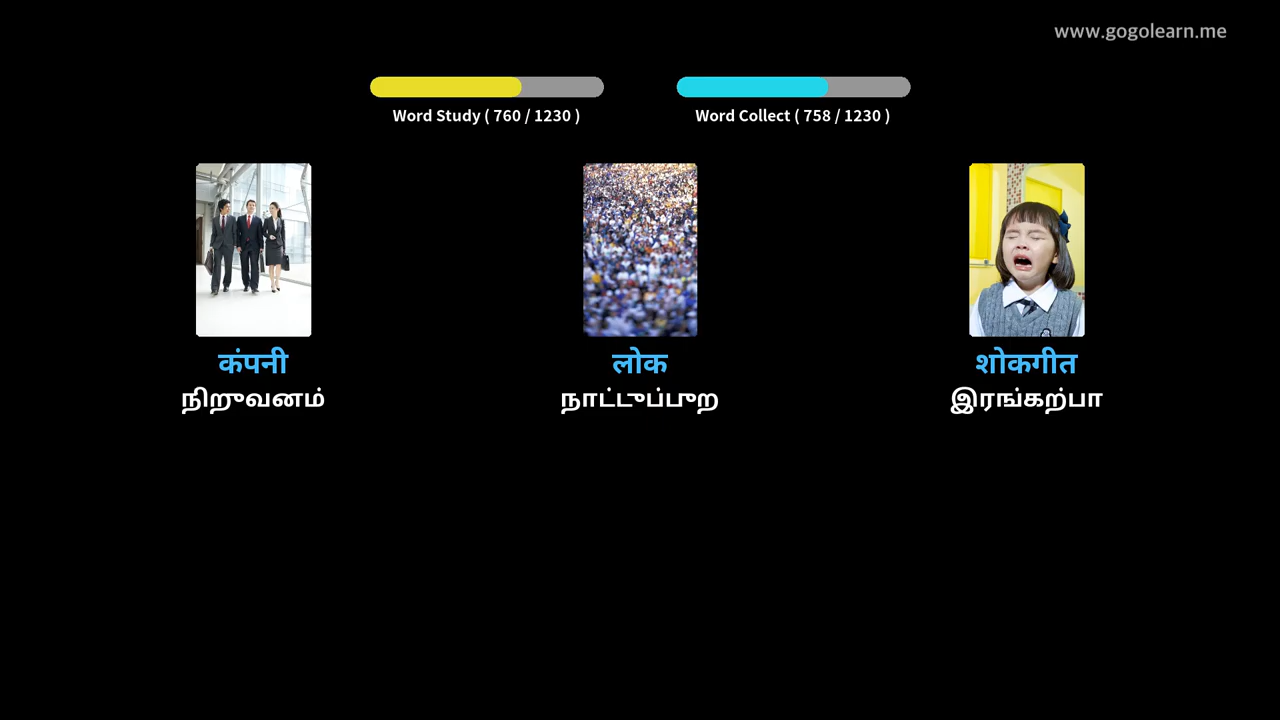 www.gogolearn.me
Word Study ( 760 / 1230 )
Word Collect ( 758 / 1230 )
कंपनी
லிறுவனம்
लोक
நாட்டுப்புற
शोकगीत
இரங்கற்பா